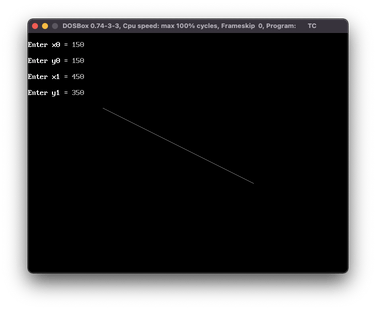 DOSBox 0.74-3-3, Cpu speed: max 100% cycles, Frameskip 0, Program: TC
Enter x0 = 150
Enter y0 = 150
Enter x1 = 450
Enter y1 = 350